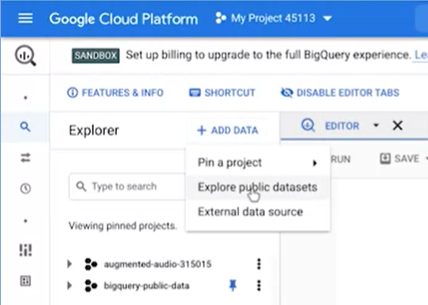 Google Cloud Platform
My Project 45113
SANDBOX Set up billing to upgrade to the full BigQuery experience.
FEATURES & INFO
SHORTCUT
DISABLE EDITOR TABS
Explorer
+ ADD DATA
EDITOR
Pin a project
RUN
SAVE
Explore public datasets
Type to search
External data source
Viewing pinned projects.
augmented-audio-315015
bigquery-public-data